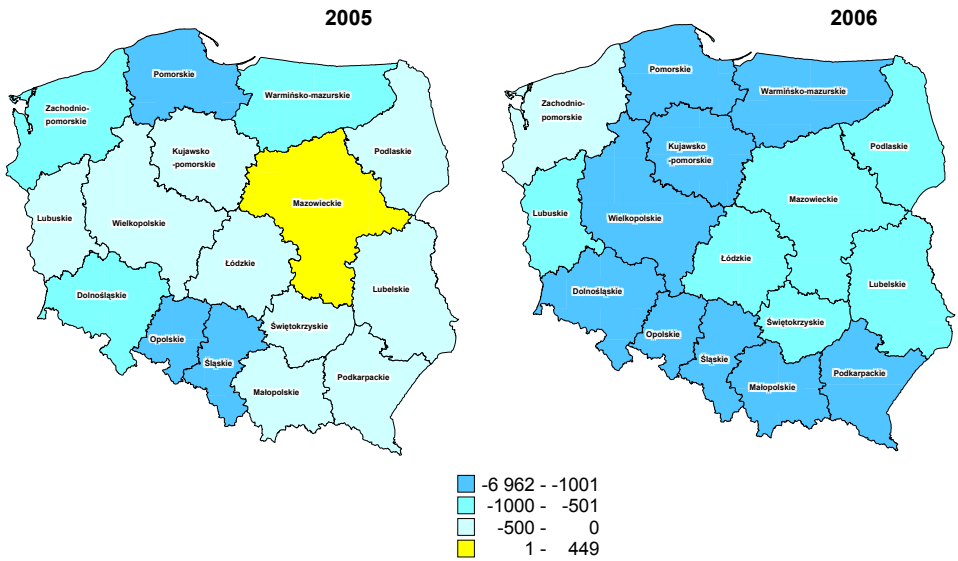 2005
Pomorskie
Zachodnio-
pomorskie
Warmińsko-mazurskie
Kujawsko
-pomorskie
Podlaskie
Mazowieckie
Lubuskie
Wielkopolskie
Łódzkie
Lubelskie
Dolnośląskie
Świętokrzyskie
Opolskie
Śląskie
Małopolskie
Podkarpackie
2006
Pomorskie
Zachodnio-
pomorskie
Warmińsko-mazurskie
Kujawsko
-pomorskie
Podlaskie
Mazowieckie
Lubuskie
Wielkopolskie
Łódzkie
Lubelskie
Dolnośląskie
Świętokrzyskie
Opolskie
Śląskie
Małopolskie
Podkarpackie
-6 962 - -1001
-1000 - -501
-500 - 0
1 - 449